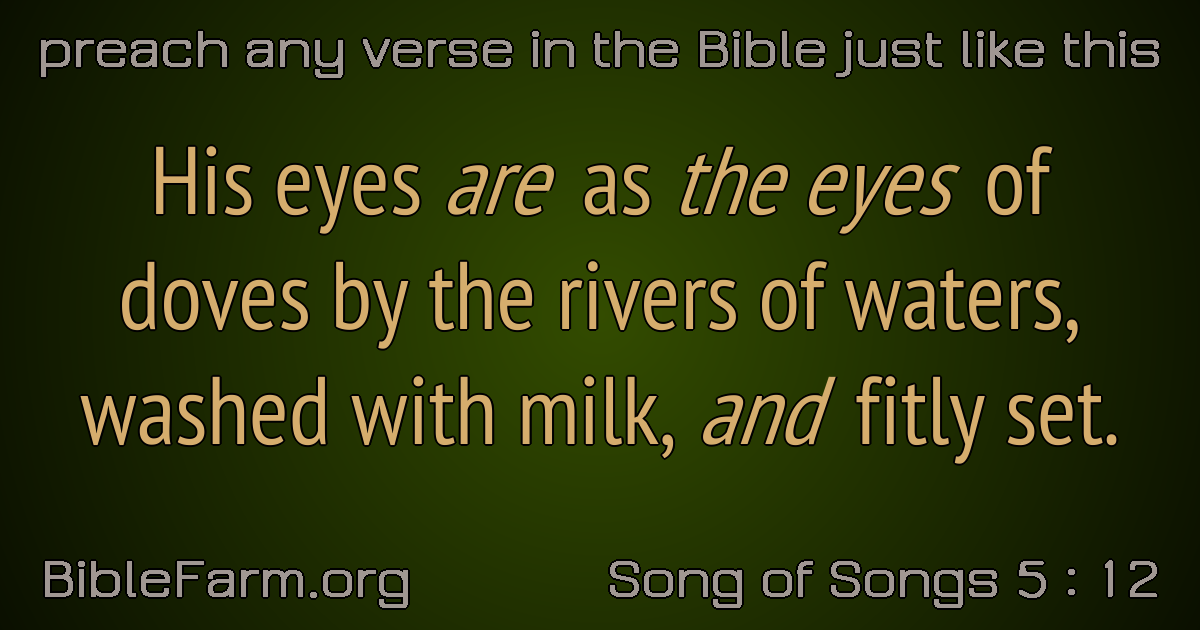 preach any verse in the Bible just like this
His eyes are as the eyes of
doves by the rivers of waters,
washed with milk, and fitly set.
BibleFarm.org
Song of Songs 5 : 12